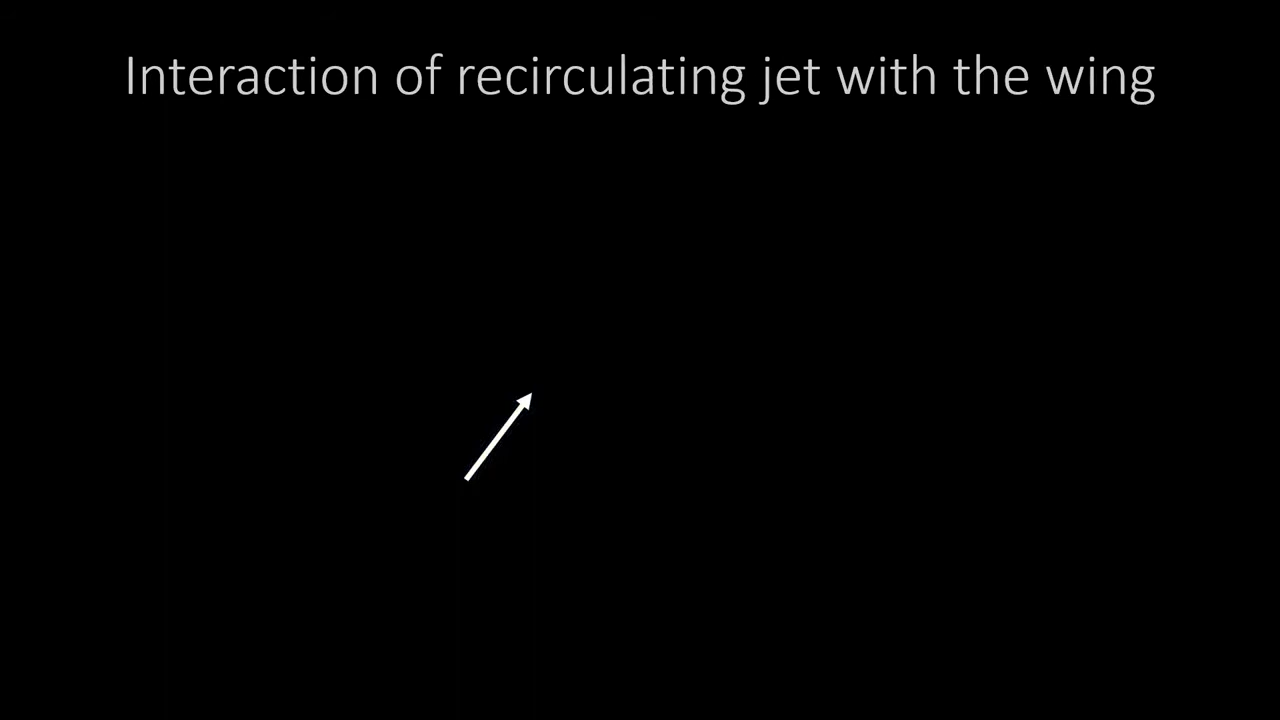 Interaction of recirculating jet with the wing